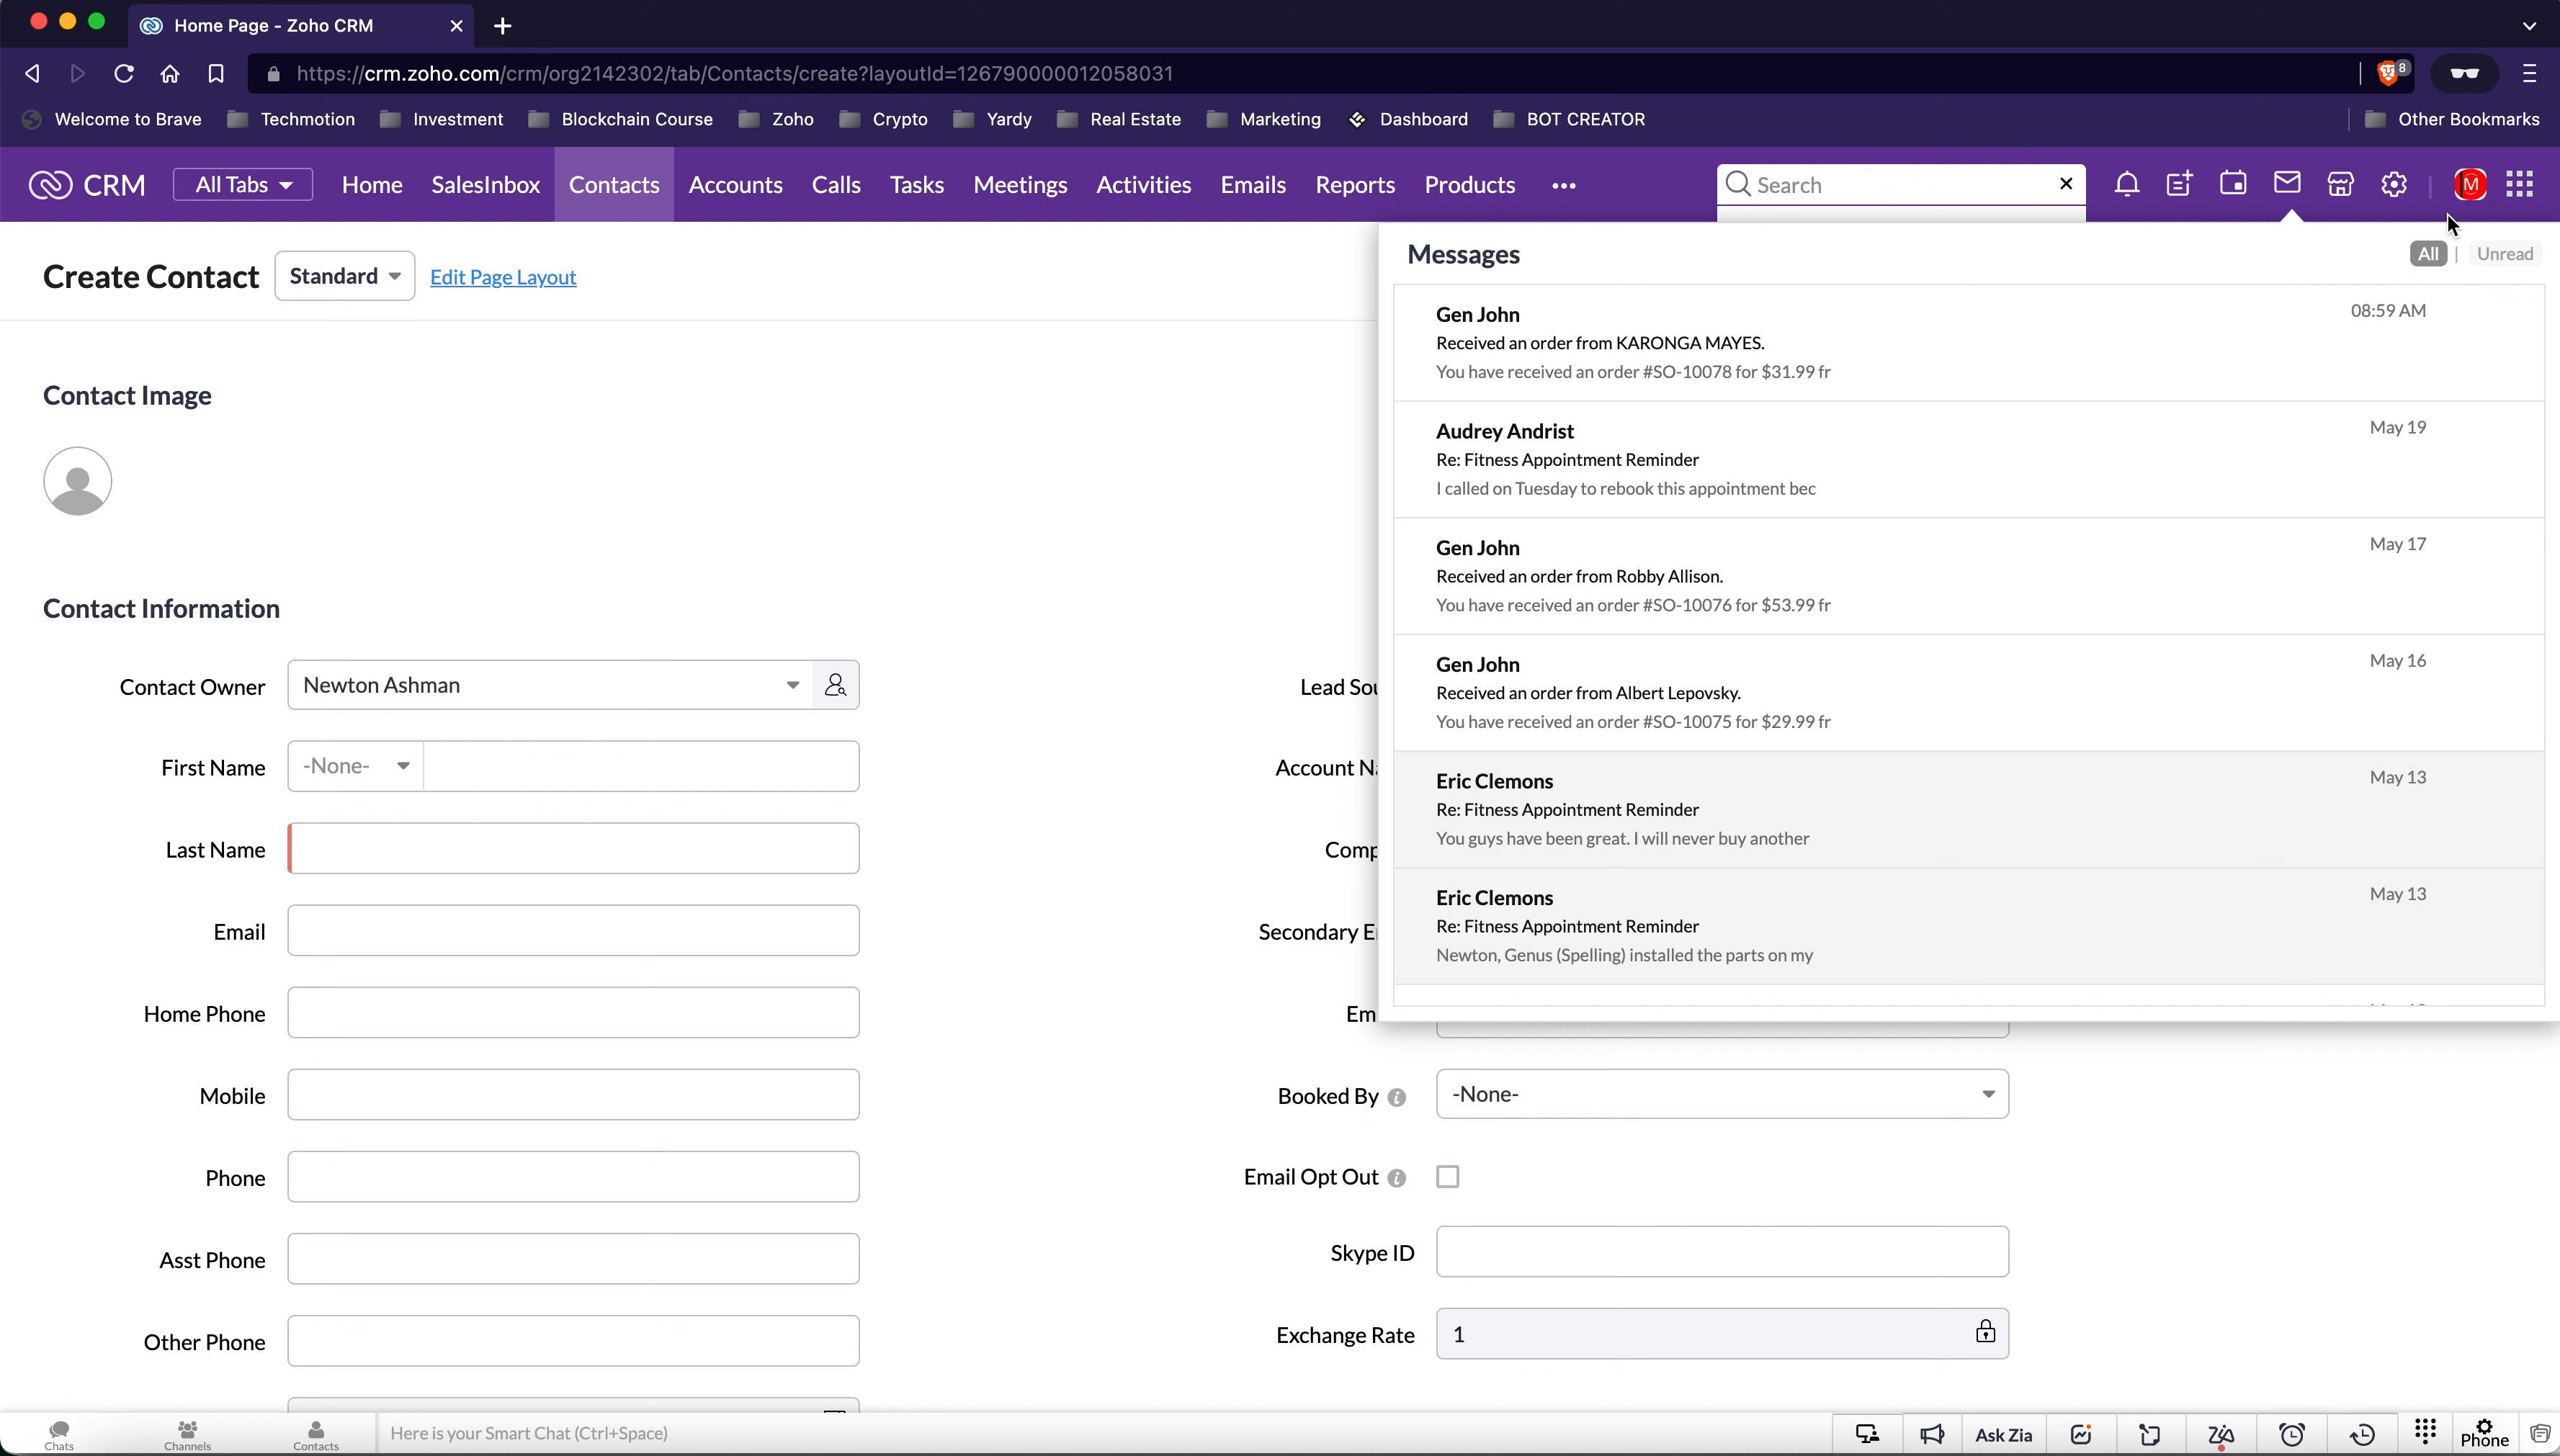 Home Page - Zoho CRM
https://crm.zoho.com/crm/org2142302/tab/Contacts/create?layoutId=126790000012058031
8
Welcome to Brave Techmotion Investment Blockchain Course Zoho Crypto Yardy Real Estate Marketing Dashboard BOT CREATOR Other Bookmarks
CRM All Tabs Home SalesInbox Contacts Accounts Calls Tasks Meetings Activities Emails Reports Products ••• Search M
Create Contact Standard Edit Page Layout
Messages All | Unread
Gen John 08:59 AM
Received an order from KARONGA MAYES.
You have received an order #SO-10078 for $31.99 fr
Audrey Andrist May 19
Re: Fitness Appointment Reminder
I called on Tuesday to rebook this appointment bec
Gen John May 17
Received an order from Robby Allison.
You have received an order #SO-10076 for $53.99 fr
Gen John May 16
Received an order from Albert Lepovsky.
You have received an order #SO-10075 for $29.99 fr
Eric Clemons May 13
Re: Fitness Appointment Reminder
You guys have been great. I will never buy another
Eric Clemons May 13
Re: Fitness Appointment Reminder
Newton, Genus (Spelling) installed the parts on my
Contact Image
Contact Information
Contact Owner Newton Ashman
First Name -None-
Last Name
Email
Home Phone
Mobile
Phone
Asst Phone
Other Phone
Lead Sou
Account Na
Comp
Secondary E
Em
Booked By -None-
Email Opt Out
Skype ID
Exchange Rate 1
Chats Channels Contacts Here is your Smart Chat (Ctrl+Space) Ask Zia Phone